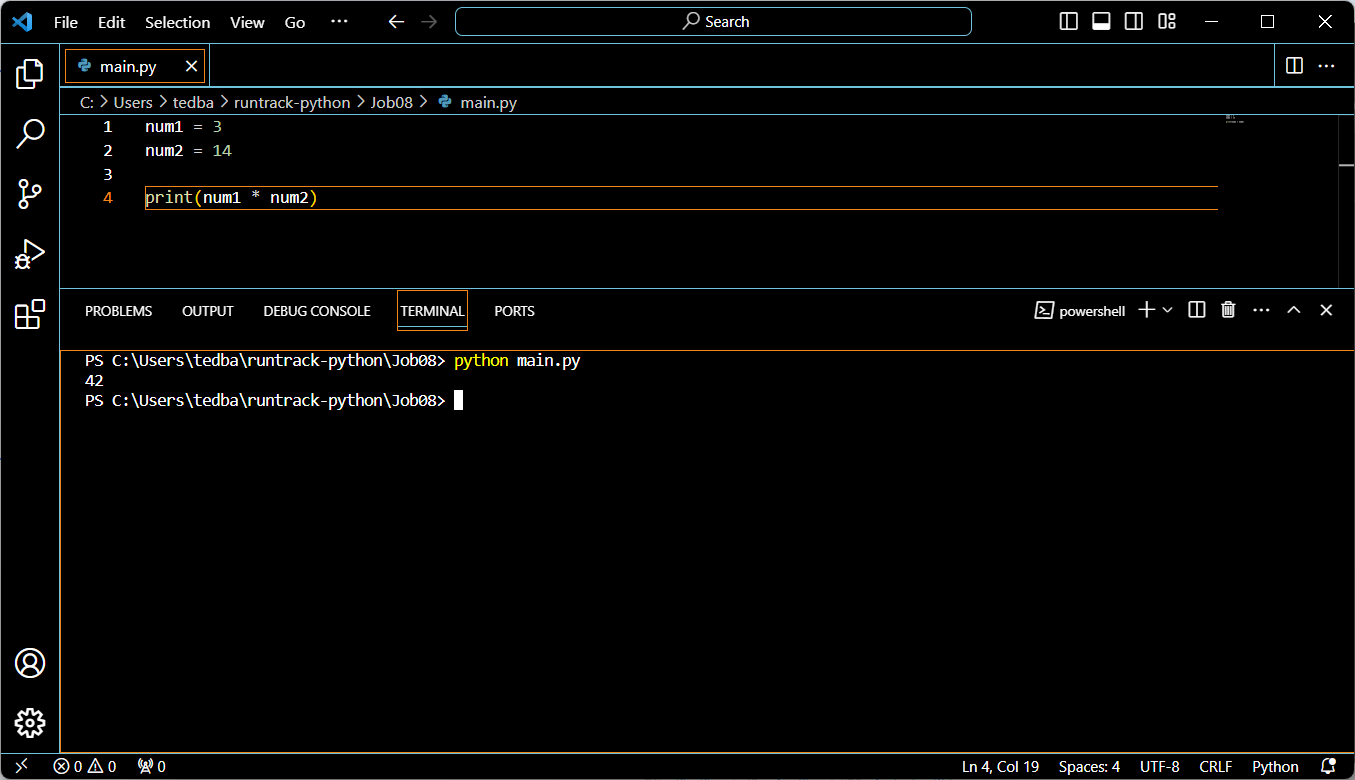 File Edit Selection View Go ··· Search
main.py
C: > Users > tedba > runtrack-python > Job08 > main.py
1 num1 = 3
2 num2 = 14
3
4 print(num1 * num2)
PROBLEMS OUTPUT DEBUG CONSOLE TERMINAL PORTS powershell
PS C:\Users\tedba\runtrack-python\Job08> python main.py
42
PS C:\Users\tedba\runtrack-python\Job08>
0 0 0 Ln 4, Col 19 Spaces: 4 UTF-8 CRLF Python